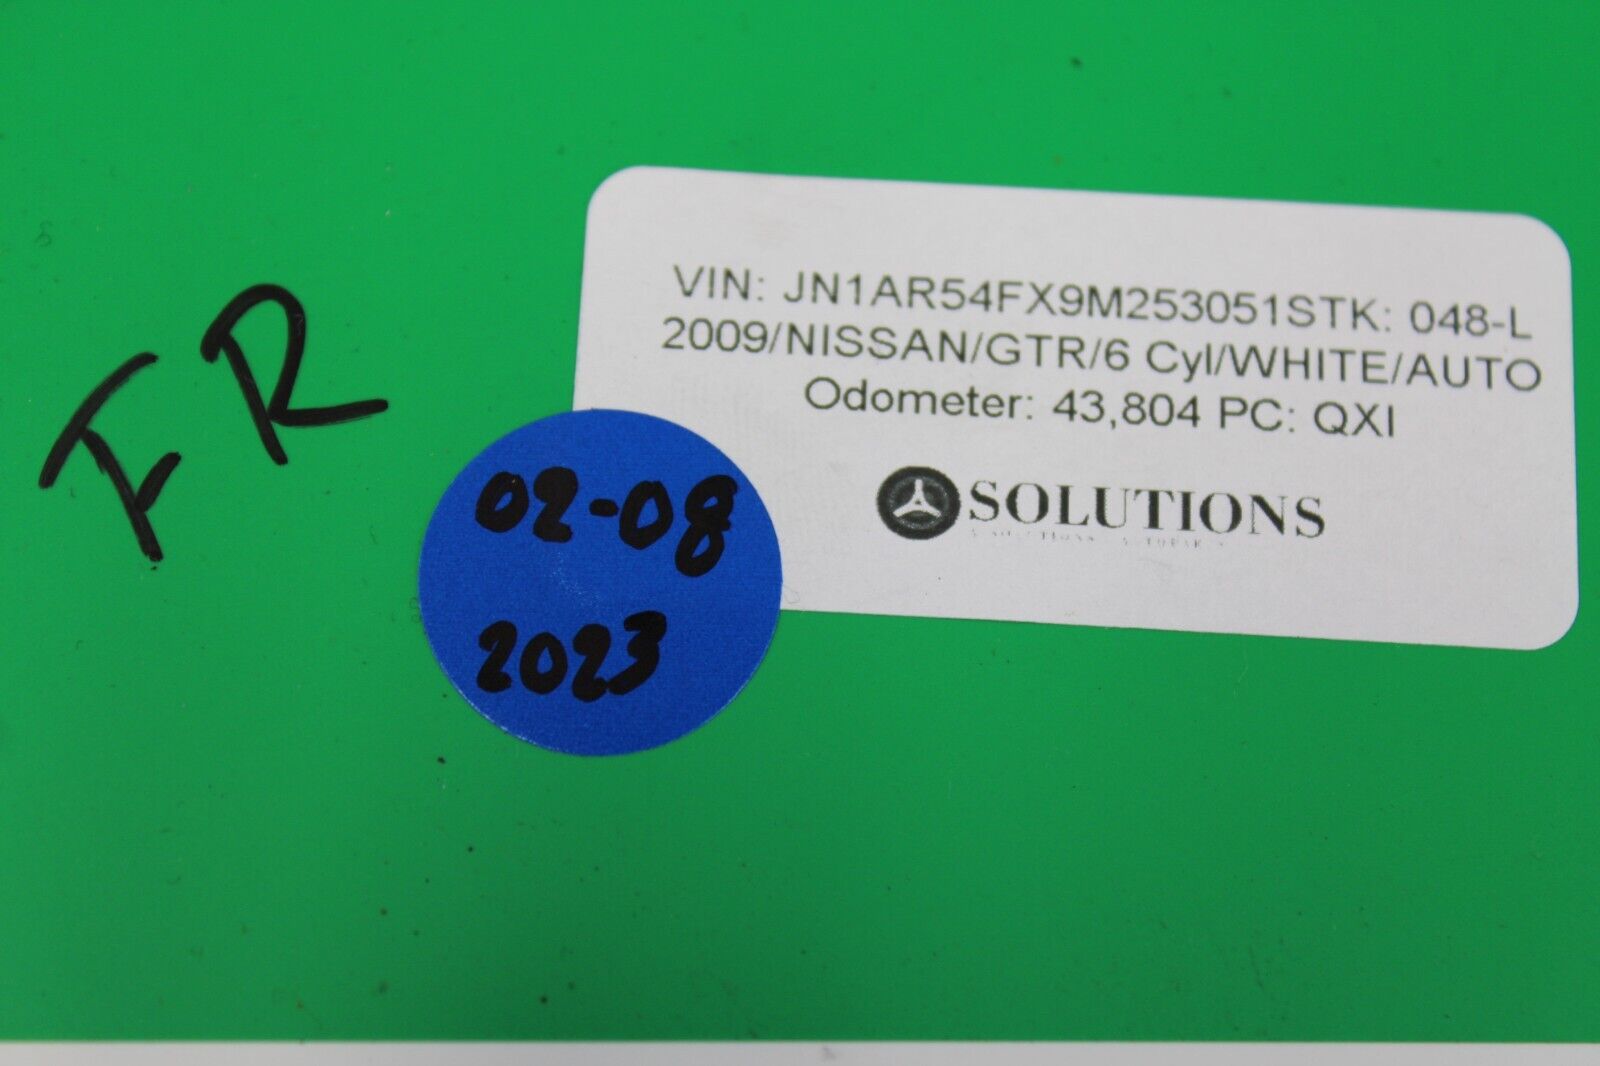 FR
VIN: JN1AR54FX9M253051STK: 048-L
2009/NISSAN/GTR/6 Cyl/WHITE/AUTO
Odometer: 43,804 PC: QXI
SOLUTIONS
02-08
2023